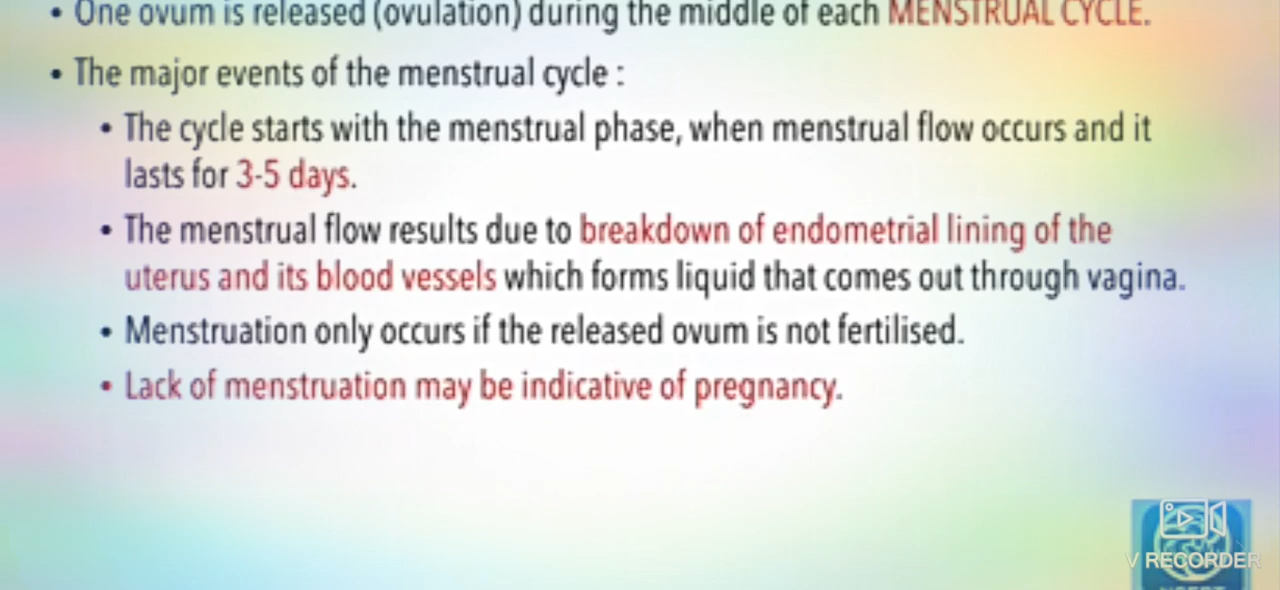 • One ovum is released (ovulation) during the middle of each MENSTRUAL CYCLE.
• The major events of the menstrual cycle :
• The cycle starts with the menstrual phase, when menstrual flow occurs and it
lasts for 3-5 days.
• The menstrual flow results due to breakdown of endometrial lining of the
uterus and its blood vessels which forms liquid that comes out through vagina.
• Menstruation only occurs if the released ovum is not fertilised.
• Lack of menstruation may be indicative of pregnancy.
V RECORDER